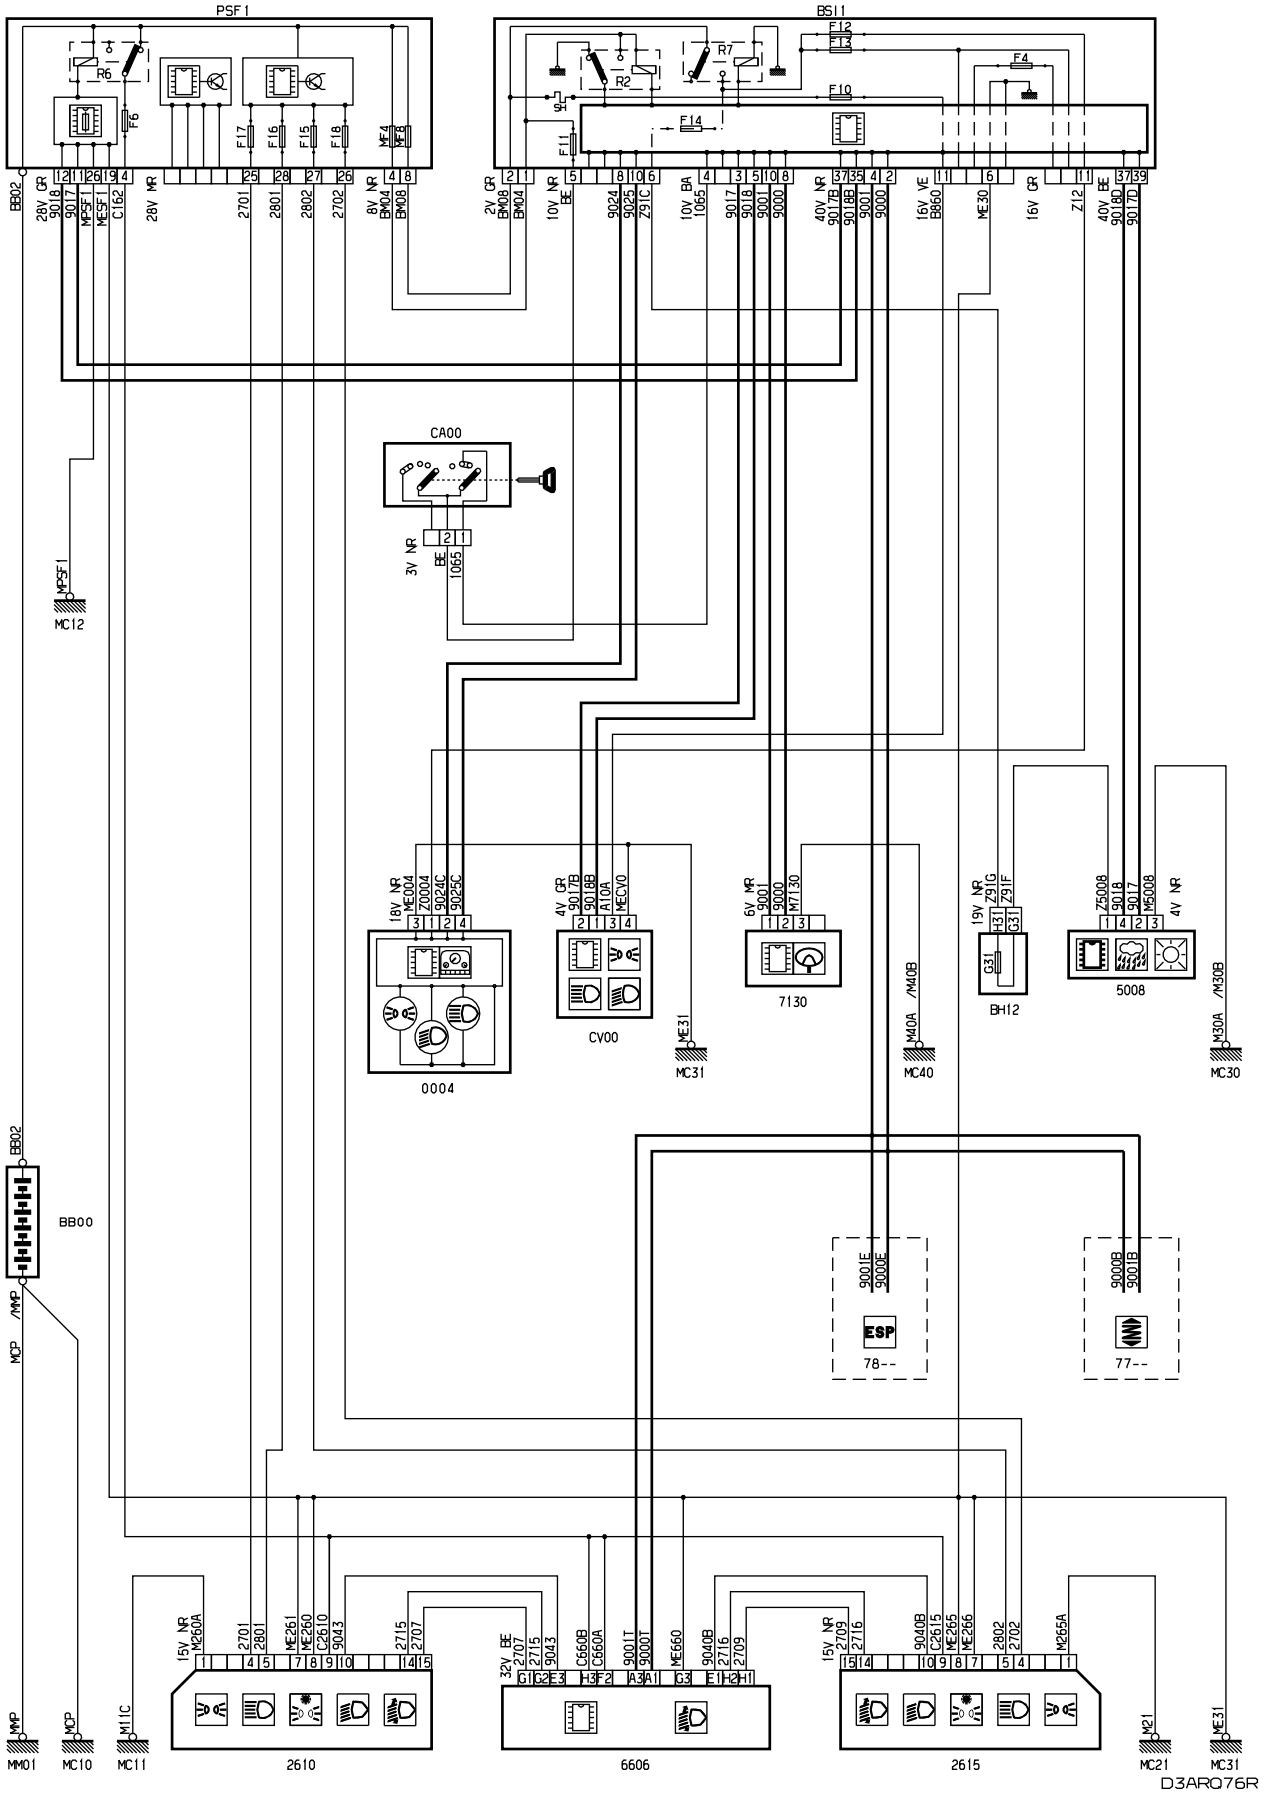 PSF1
BSI1
R6
F6
F17
F16
F15
F18
MF4
MF8
R2
R7
SH
F11
F14
F12
F13
F10
F4
12 11 26 19 4
25 28 27 26
4 8
2 1
5
8 10 6
4
3 5 10 8
37 35 4 2
11
6
11
37 39
BB02
28V GR
9018
9017
MPSF1
MESF1
C162
28V MR
2701
2801
2802
2702
8V NR
BM04
BM08
2V GR
BM08
BM04
10V NR
BE
9024
9025
Z91C
10V BA
1065
9017
9018
9001
9000
40V NR
9017B
9018B
9001
9000
16V VE
B860
ME30
16V GR
Z12
40V BE
9018D
9017D
CA00
2 1
3V NR
BE
1065
MPSF1
MC12
18V NR
ME004
Z0004
9024C
9025C
3 1 2 4
0004
4V GR
9017B
9018B
A10A
MECV0
2 1 3 4
CV00
ME31
MC31
6V MR
9001
9000
M7130
1 2 3
7130
M40A /M40B
MC40
19V NR
Z91G
Z91F
H31
G31
G31
BH12
Z5008
9018
9017
M5008
4V NR
1 4 2 3
5008
M30A /M30B
MC30
BB02
BB00
MCP /MMP
9001E
9000E
ESP
78--
9000B
9001B
77--
15V NR
M260A
2701
2801
ME261
ME260
C2610
9043
2715
2707
1 4 5 7 8 9 10 14 15
2610
32V BE
2707
2715
9043
C660B
C660A
9001T
9000T
ME660
9040B
2716
2709
G1 G2 E3 H3 F2 A3 A1 G3 E1 H2 H1
6606
15V NR
2709
2716
9040B
C2615
ME265
ME266
2802
2702
M265A
15 14 10 9 8 7 5 4 1
2615
MMP
MM01
MCP
MC10
M11C
MC11
M21
MC21
ME31
MC31
D3ARQ76R